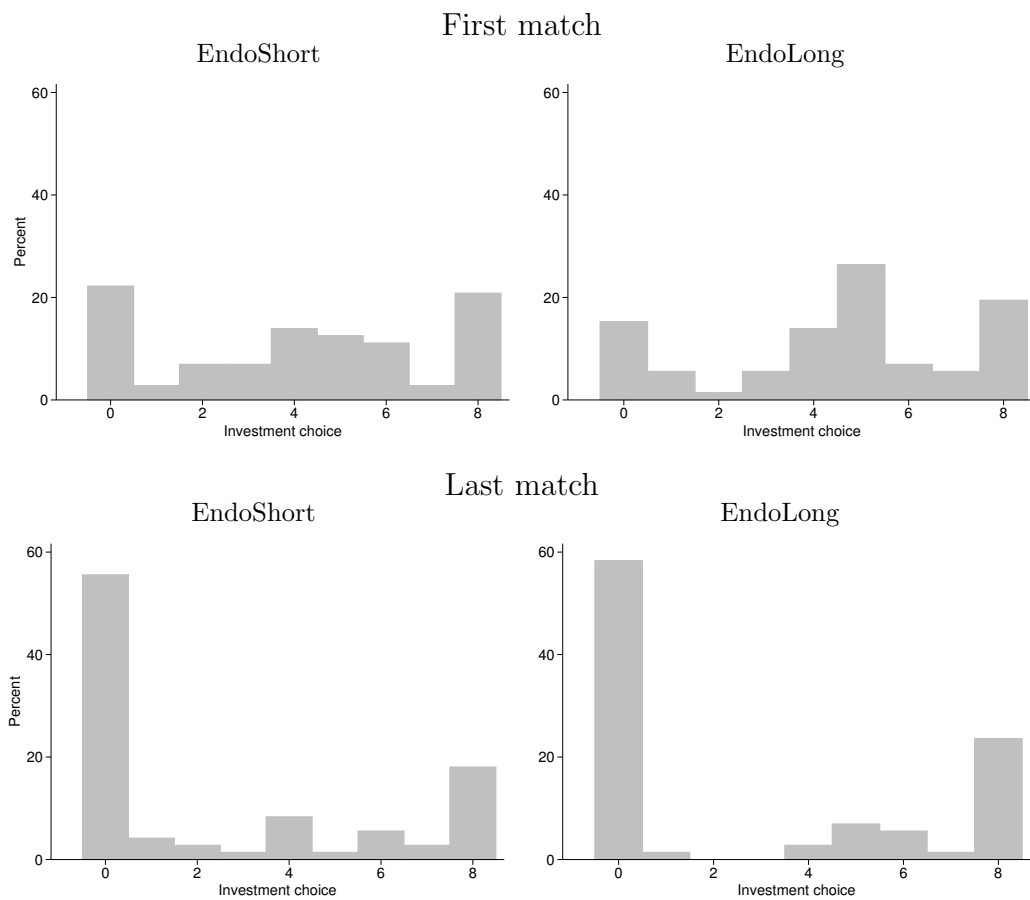 First match
EndoShort
EndoLong
60
40
20
0
Percent
0 2 4 6 8
Investment choice
60
40
20
0
0 2 4 6 8
Investment choice
Last match
EndoShort
EndoLong
60
40
20
0
Percent
0 2 4 6 8
Investment choice
60
40
20
0
0 2 4 6 8
Investment choice